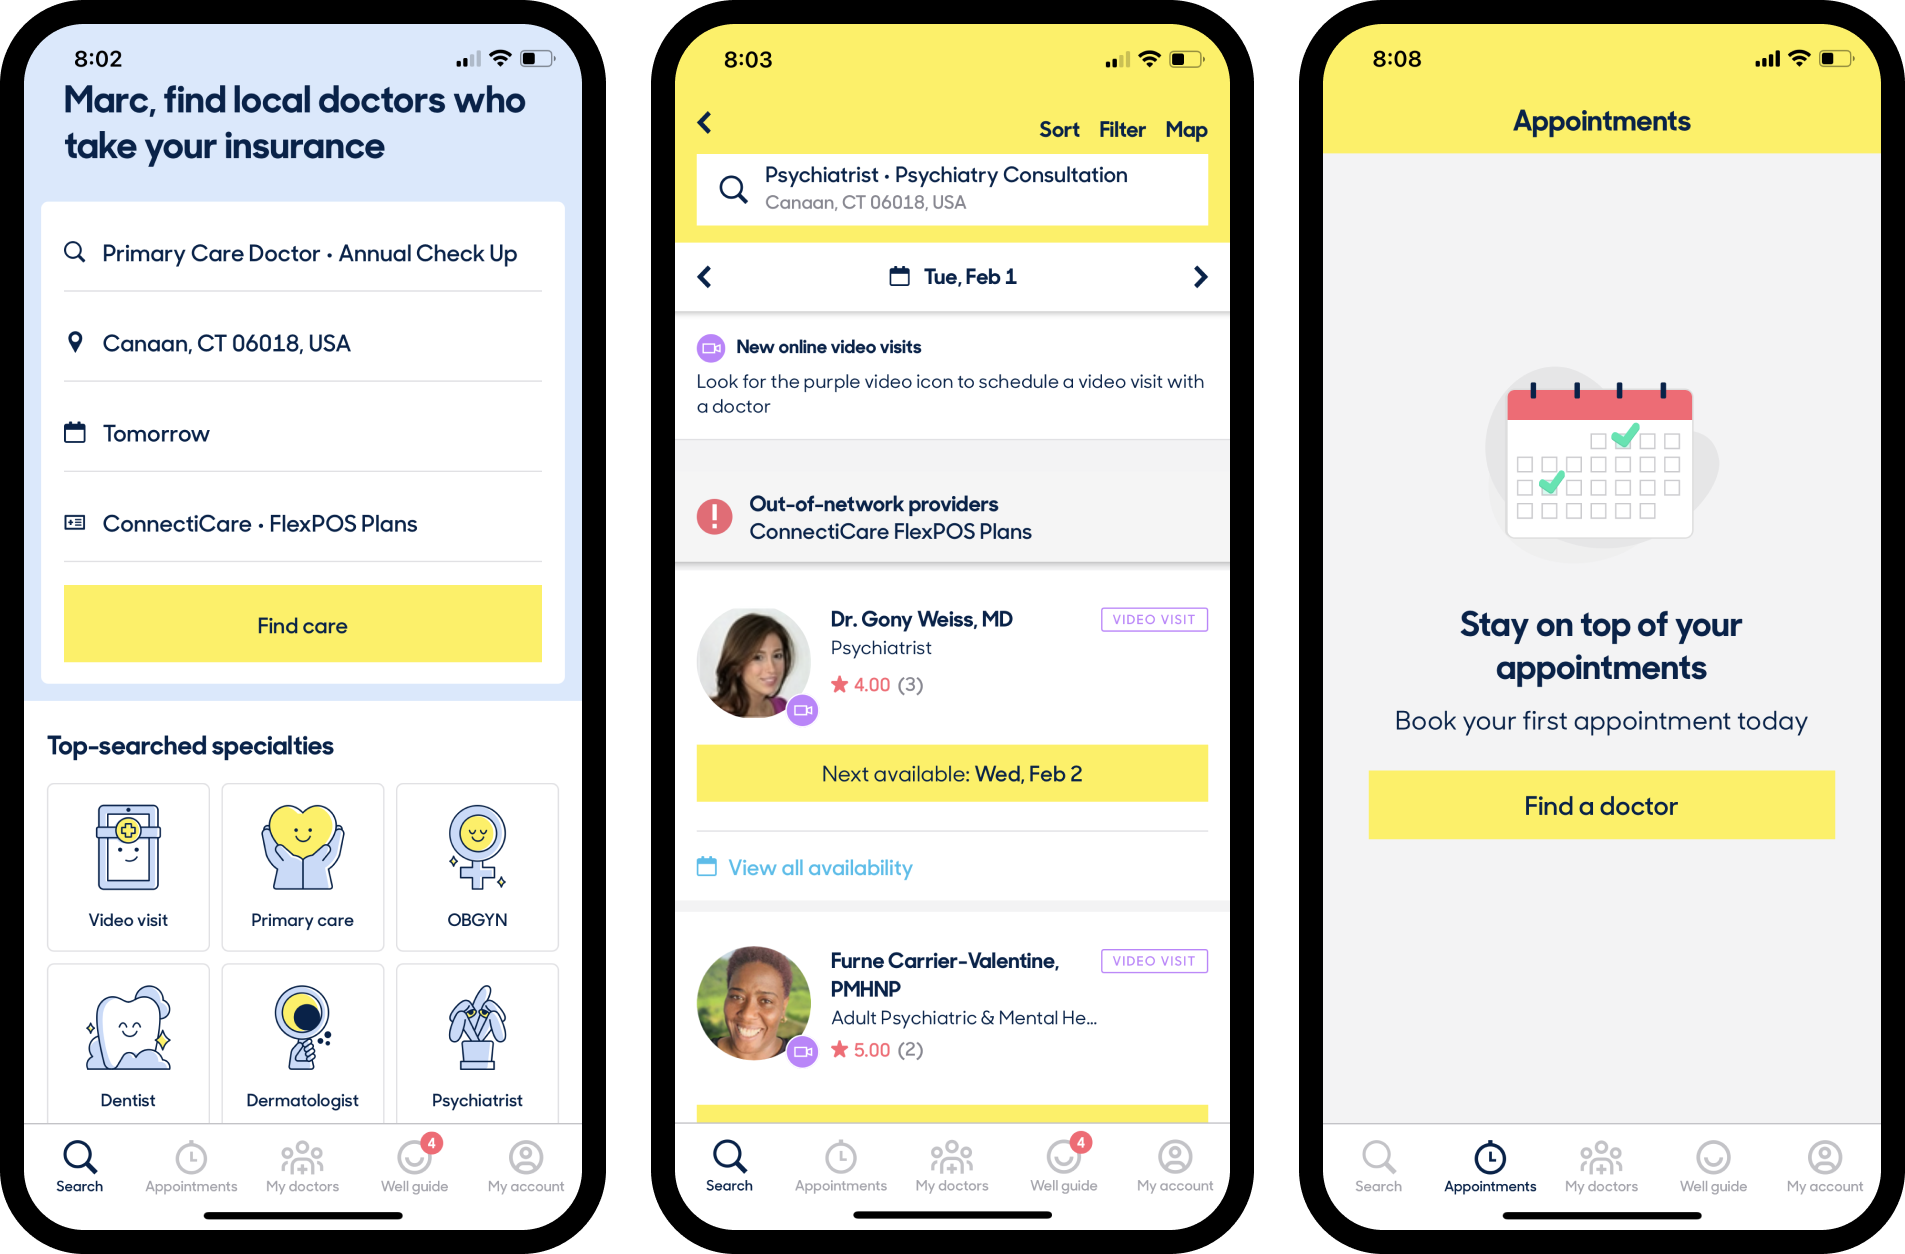 8:02
Marc, find local doctors who
take your insurance
Primary Care Doctor • Annual Check Up
Canaan, CT 06018, USA
Tomorrow
ConnectiCare • FlexPOS Plans
Find care
Top-searched specialties
Video visit
Primary care
OBGYN
Dentist
Dermatologist
Psychiatrist
4
Search
Appointments
My doctors
Well guide
My account
8:03
Sort Filter Map
Psychiatrist • Psychiatry Consultation
Canaan, CT 06018, USA
Tue, Feb 1
New online video visits
Look for the purple video icon to schedule a video visit with
a doctor
Out-of-network providers
ConnectiCare FlexPOS Plans
Dr. Gony Weiss, MD
VIDEO VISIT
Psychiatrist
4.00 (3)
Next available: Wed, Feb 2
View all availability
Furne Carrier-Valentine,
PMHNP
VIDEO VISIT
Adult Psychiatric & Mental He...
5.00 (2)
4
Search
Appointments
My doctors
Well guide
My account
8:08
Appointments
Stay on top of your
appointments
Book your first appointment today
Find a doctor
Search
Appointments
My doctors
Well guide
My account